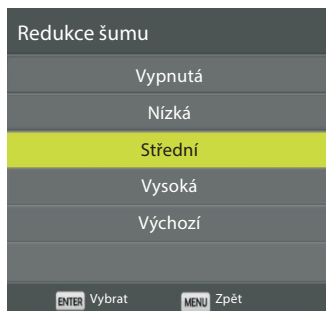 Redukce šumu
Vypnutá
Nízká
Střední
Vysoká
Výchozí
ENTER Vybrat MENU Zpět